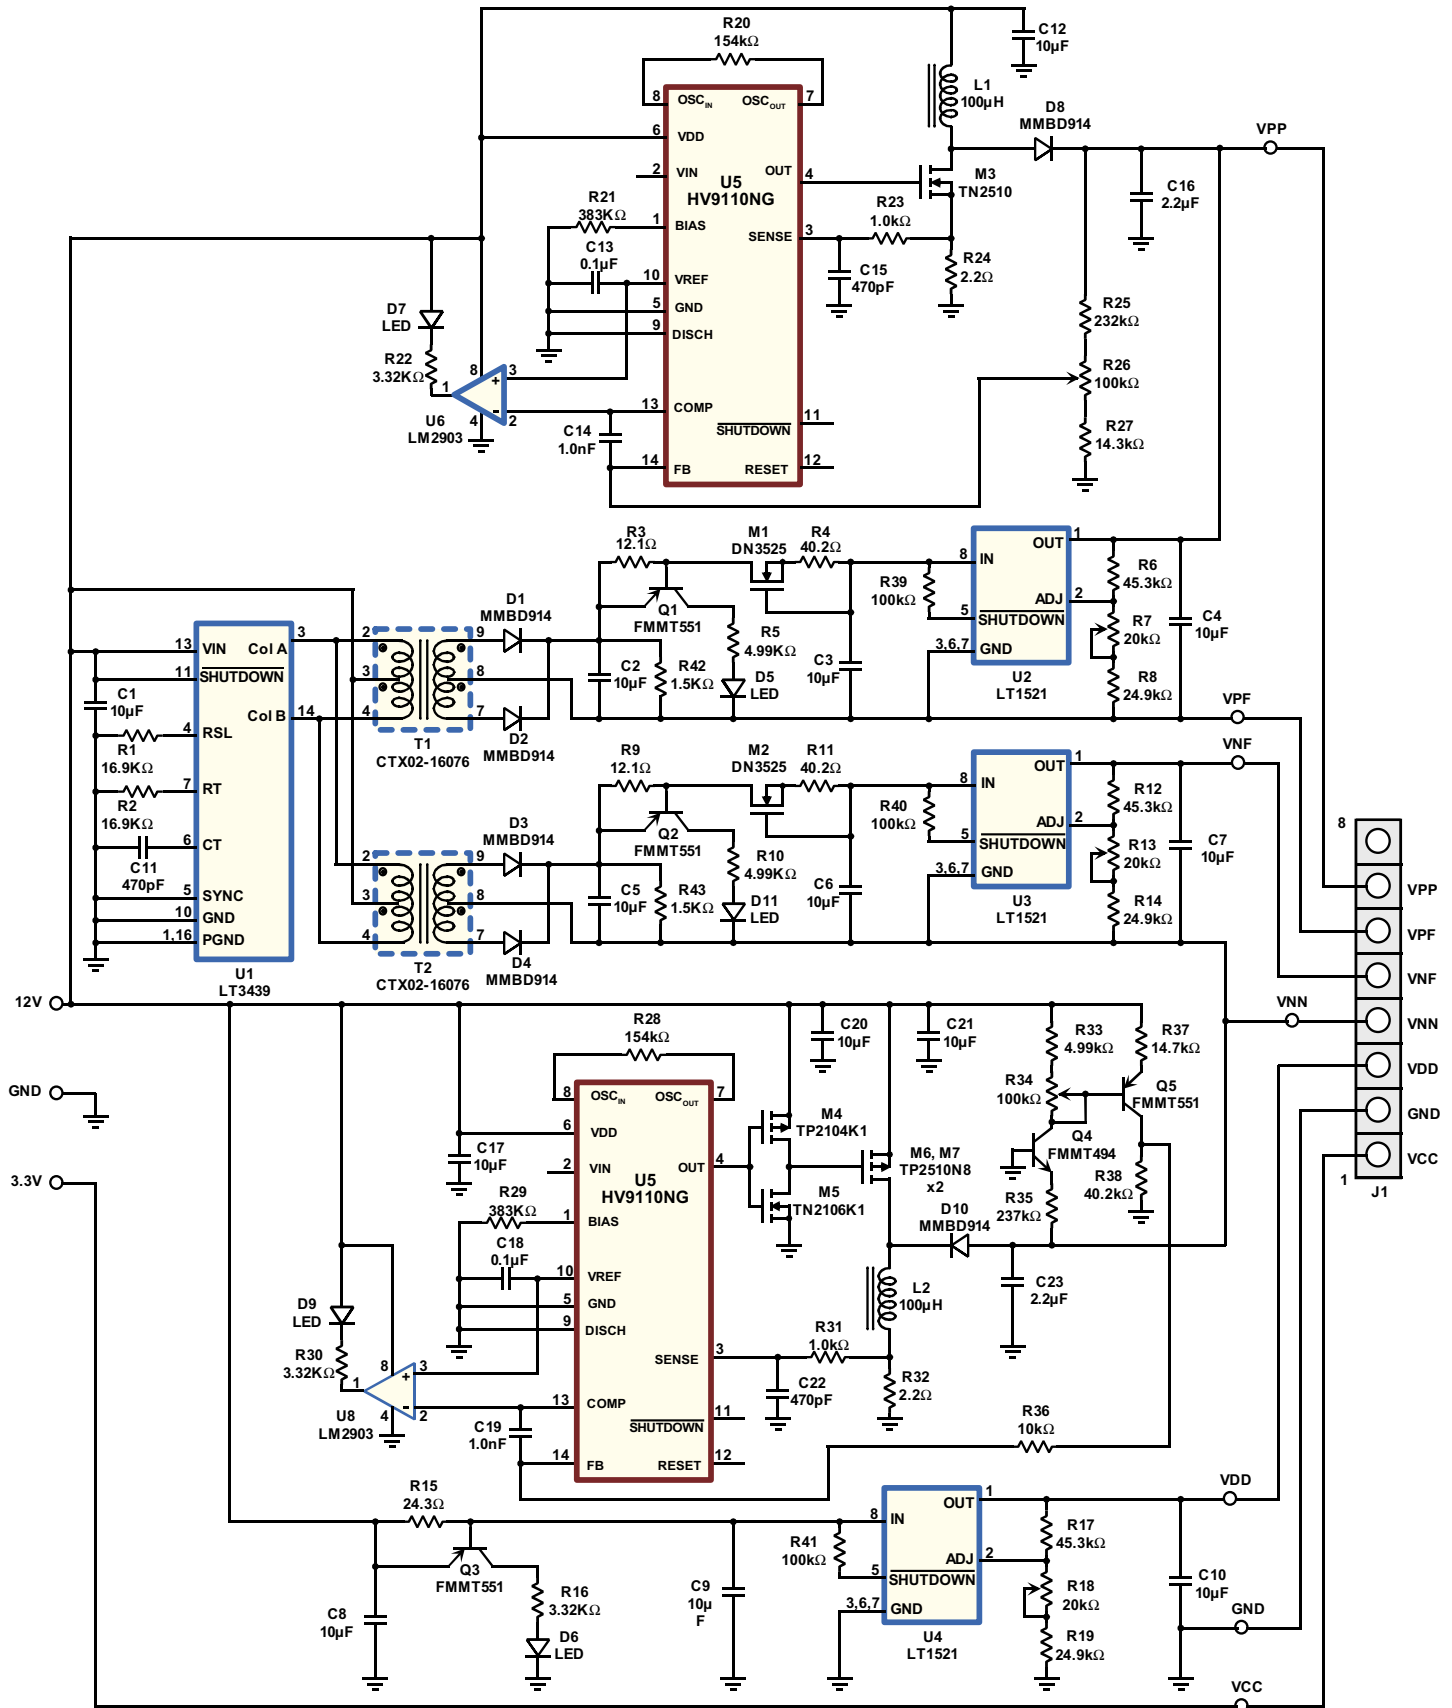 R20
154kΩ
C12
10µF
8 OSC IN
OSC OUT 7
L1
100µH
D8
MMBD914
VPP
6 VDD
2 VIN
OUT 4
U5
HV9110NG
M3
TN2510
C16
2.2µF
R21
383KΩ
1 BIAS
R23
1.0kΩ
SENSE 3
C13
0.1µF
10 VREF
C15
470pF
R24
2.2Ω
5 GND
9 DISCH
D7
LED
R25
232kΩ
R22
3.32KΩ
8 3
+
1
R26
100kΩ
-
4 2
U6
LM2903
13 COMP
11
SHUTDOWN
C14
1.0nF
R27
14.3kΩ
14 FB
RESET 12
R3
12.1Ω
M1
DN3525
R4
40.2Ω
OUT 1
8 IN
R6
45.3kΩ
R39
100kΩ
ADJ 2
D1
MMBD914
Q1
FMMT551
5
SHUTDOWN
R7
20kΩ
C4
10µF
R5
4.99KΩ
13 VIN
Col A 3
2 9
3,6,7 GND
11
SHUTDOWN
3 8
C2
10µF
R42
1.5KΩ
D5
LED
C3
10µF
U2
LT1521
R8
24.9kΩ
C1
10µF
Col B 14
4 7
VPF
4 RSL
R1
16.9KΩ
T1
CTX02-16076
D2
MMBD914
VNF
R9
12.1Ω
M2
DN3525
R11
40.2Ω
OUT 1
7 RT
R2
16.9KΩ
8 IN
R12
45.3kΩ
R40
100kΩ
D3
MMBD914
Q2
FMMT551
ADJ 2
8
6 CT
C11
470pF
5
SHUTDOWN
R13
20kΩ
C7
10µF
R10
4.99KΩ
2 9
3,6,7 GND
VPP
5 SYNC
3 8
C5
10µF
R43
1.5KΩ
D11
LED
C6
10µF
U3
LT1521
R14
24.9kΩ
10 GND
VPF
1,16 PGND
4 7
U1
LT3439
T2
CTX02-16076
D4
MMBD914
VNF
12V
VNN
VNN
R28
154kΩ
C20
10µF
C21
10µF
R33
4.99kΩ
R37
14.7kΩ
VDD
GND
8 OSC IN
OSC OUT 7
R34
100kΩ
Q5
FMMT551
GND
M4
TP2104K1
6 VDD
Q4
FMMT494
C17
10µF
OUT 4
M6, M7
TP2510N8
x2
VCC
3.3V
2 VIN
U5
HV9110NG
R38
40.2kΩ
1
J1
R29
383KΩ
M5
TN2106K1
R35
237kΩ
1 BIAS
D10
MMBD914
C18
0.1µF
10 VREF
C23
2.2µF
L2
100µH
D9
LED
5 GND
9 DISCH
R31
1.0kΩ
R30
3.32KΩ
SENSE 3
8 3
+
1
C22
470pF
R32
2.2Ω
-
4 2
U8
LM2903
13 COMP
11
SHUTDOWN
R36
10kΩ
C19
1.0nF
14 FB
RESET 12
R15
24.3Ω
VDD
OUT 1
8 IN
R17
45.3kΩ
R41
100kΩ
ADJ 2
Q3
FMMT551
5
SHUTDOWN
C9
10µ
F
R16
3.32KΩ
R18
20kΩ
C10
10µF
3,6,7 GND
C8
10µF
GND
U4
LT1521
D6
LED
R19
24.9kΩ
VCC